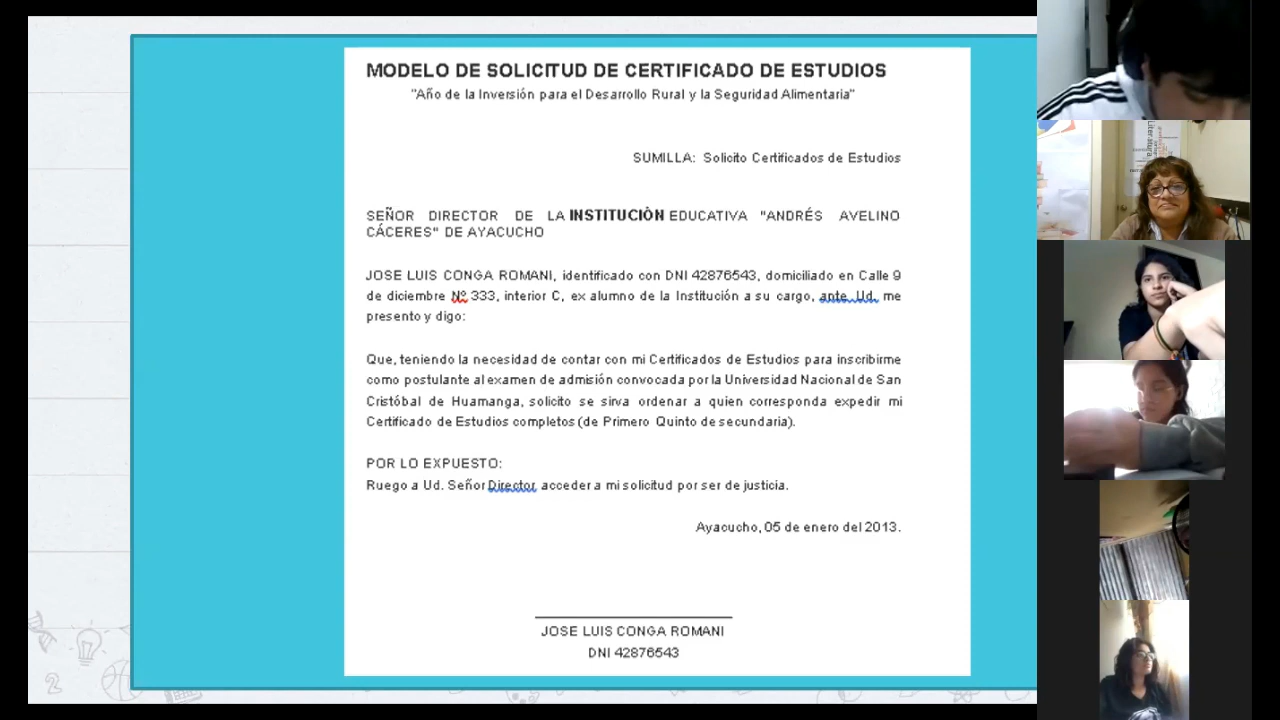 MODELO DE SOLICITUD DE CERTIFICADO DE ESTUDIOS
"Año de la Inversión para el Desarrollo Rural y la Seguridad Alimentaria"
SUMILLA: Solicito Certificados de Estudios
SEÑOR DIRECTOR DE LA INSTITUCIÓN EDUCATIVA "ANDRÉS AVELINO
CÁCERES" DE AYACUCHO
JOSE LUIS CONGA ROMANI, identificado con DNI 42876543, domiciliado en Calle 9
de diciembre Nº 333, interior C, ex alumno de la Institución a su cargo, ante Ud. me
presento y digo:
Que, teniendo la necesidad de contar con mi Certificados de Estudios para inscribirme
como postulante al examen de admisión convocada por la Universidad Nacional de San
Cristóbal de Huamanga, solicito se sirva ordenar a quien corresponda expedir mi
Certificado de Estudios completos (de Primero Quinto de secundaria).
POR LO EXPUESTO:
Ruego a Ud. Señor Director, acceder a mi solicitud por ser de justicia.
Ayacucho, 05 de enero del 2013.
JOSE LUIS CONGA ROMANI
DNI 42876543
Literatura